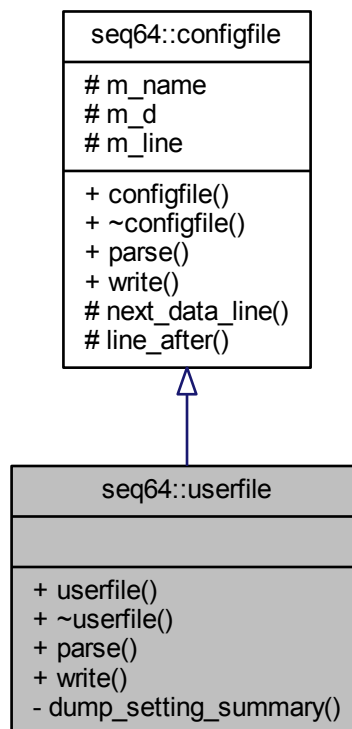 seq64::configfile
# m_name
# m_d
# m_line
+ configfile()
+ ~configfile()
+ parse()
+ write()
# next_data_line()
# line_after()
seq64::userfile
+ userfile()
+ ~userfile()
+ parse()
+ write()
- dump_setting_summary()